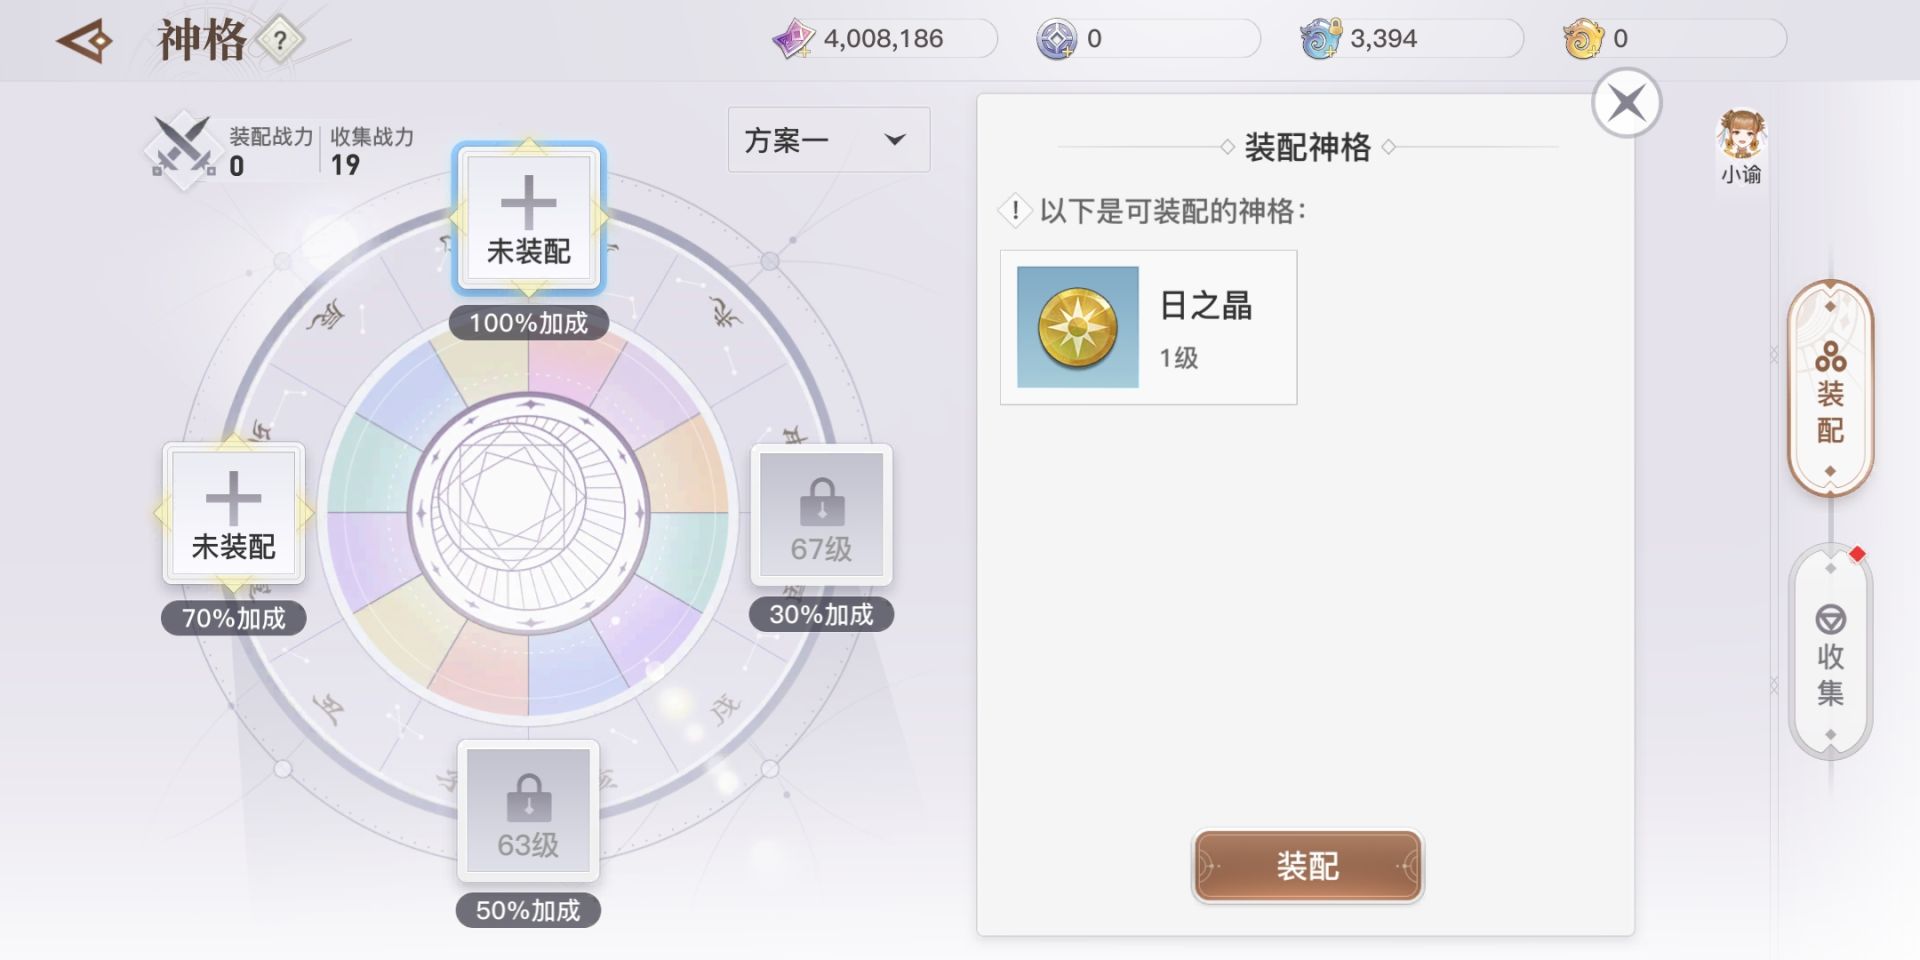 神格
?
4,008,186
0
3,394
0
装配战力
0
收集战力
19
方案一
未装配
100%加成
未装配
70%加成
67级
30%加成
63级
50%加成
装配神格
以下是可装配的神格：
日之晶
1级
装配
小谕
装配
收集